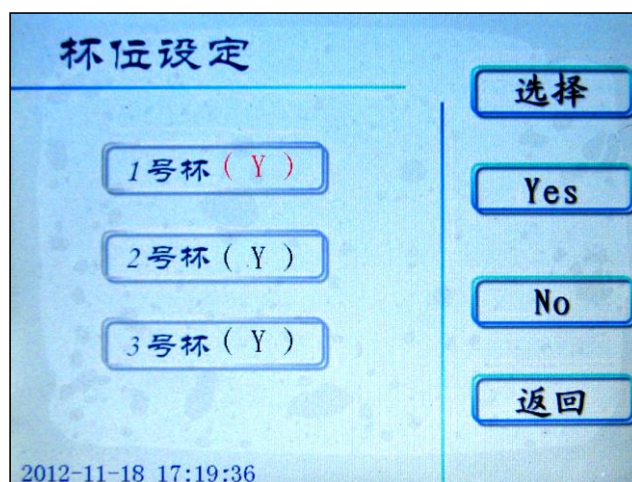 杯位设定
1号杯 ( Y )
2号杯 ( Y )
3号杯 ( Y )
选择
Yes
No
返回
2012-11-18 17:19:36